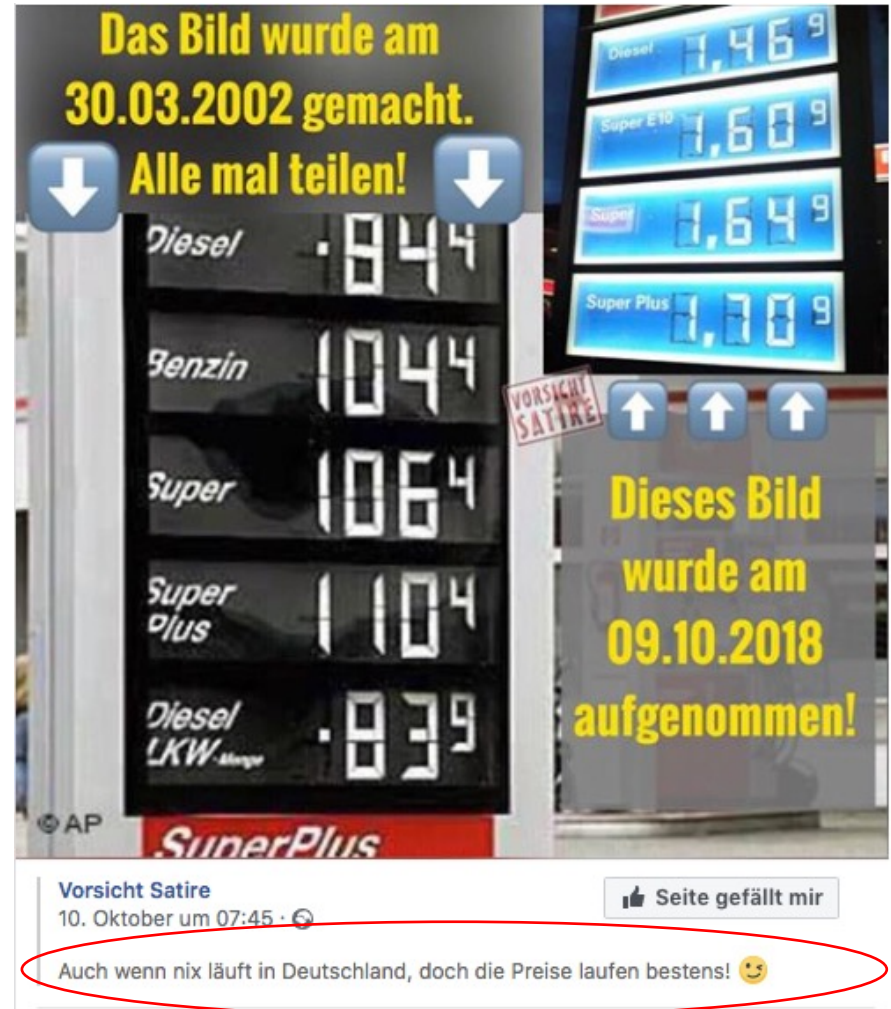 Das Bild wurde am
30.03.2002 gemacht.
Alle mal teilen!
Diesel .844
Benzin 1044
Super 1064
Super
Plus 1104
Diesel
LKW-Menge .839
© AP
SuperPlus
Diesel 1,469
Super E10 1,609
Super 1,649
Super Plus 1,709
VORSICHT
SATIRE
Dieses Bild
wurde am
09.10.2018
aufgenommen!
Vorsicht Satire
10. Oktober um 07:45 ·
Seite gefällt mir
Auch wenn nix läuft in Deutschland, doch die Preise laufen bestens! 😉